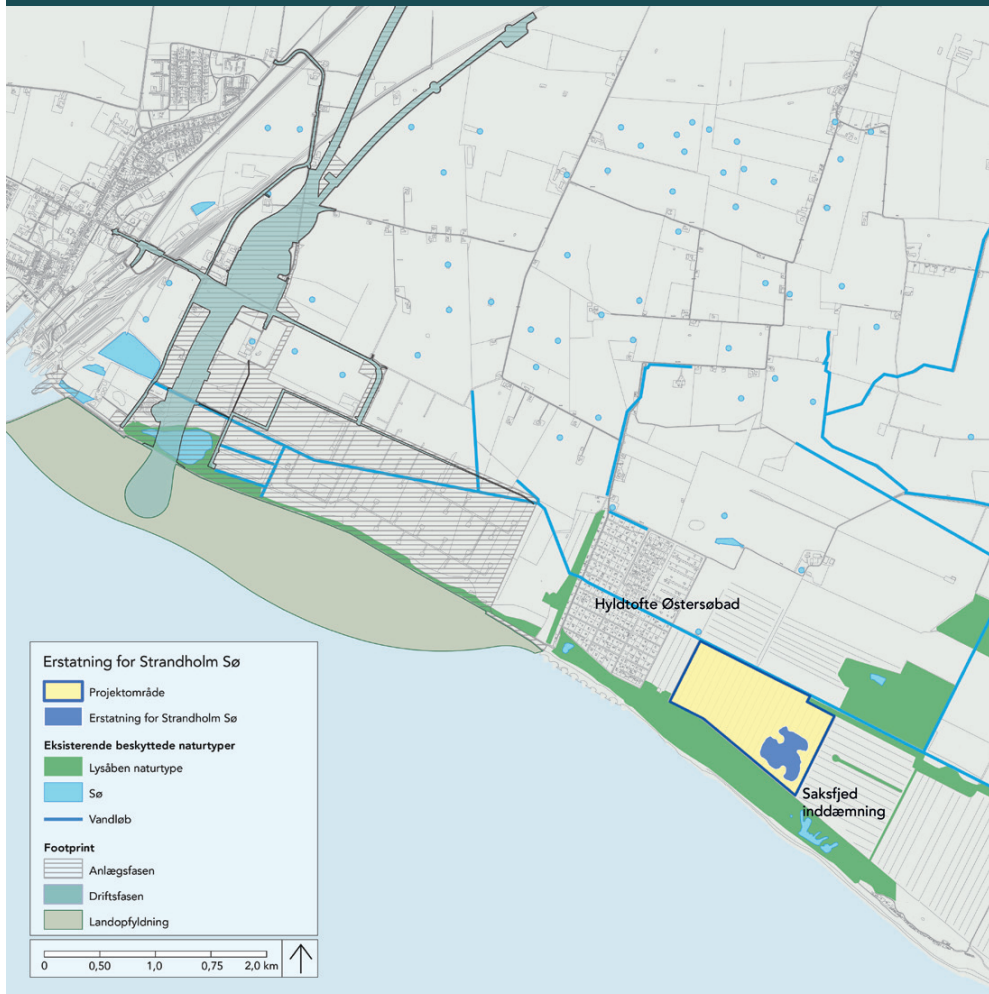 Hyldtofte Østersøbad
Saksfjed
inddæmning
Erstatning for Strandholm Sø
Projektområde
Erstatning for Strandholm Sø
Eksisterende beskyttede naturtyper
Lysåben naturtype
Sø
Vandløb
Footprint
Anlægsfasen
Driftsfasen
Landopfyldning
0 0,50 1,0 0,75 2,0 km